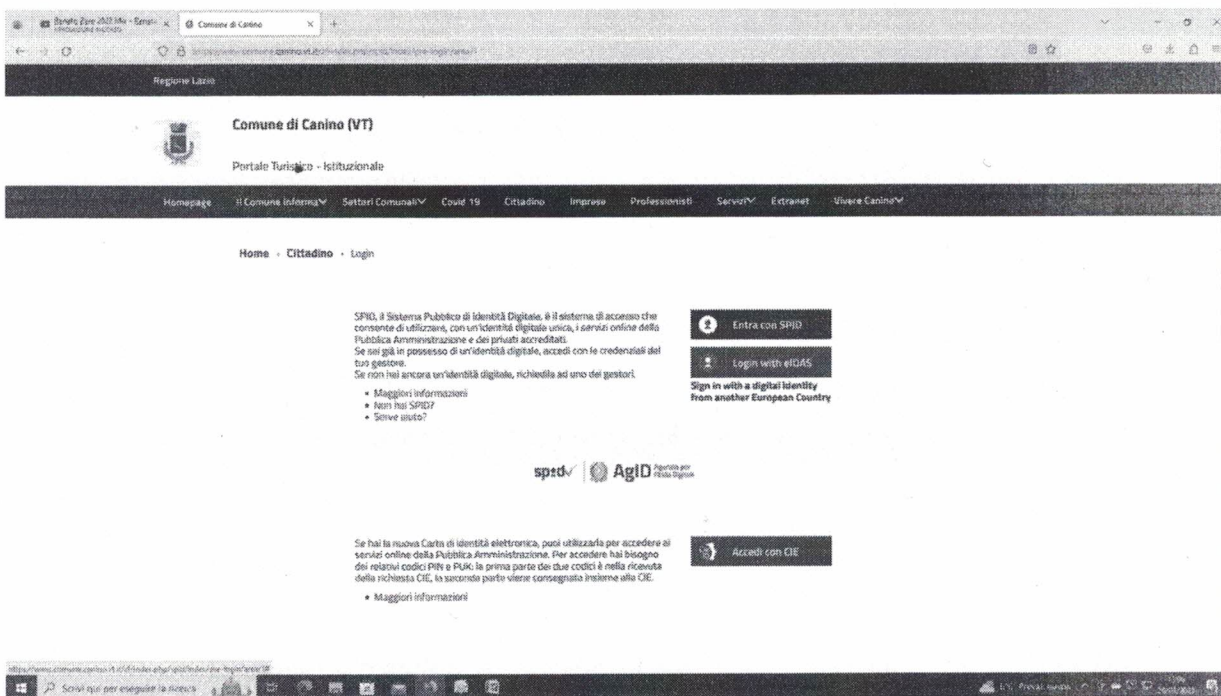 Comune di Canino
Regione Lazio
Comune di Canino (VT)
Portale Turistico - Istituzionale
Homepage Il Comune Informa Settori Comunali Covid 19 Cittadino Imprese Professionisti Servizi Extranet Vivere Canino
Home Cittadino Login
SPID, il Sistema Pubblico di Identità Digitale, è il sistema di accesso che
consente di utilizzare, con un'identità digitale unica, i servizi online della
Pubblica Amministrazione e dei privati accreditati.
Se sei già in possesso di un'identità digitale, accedi con le credenziali del
tuo gestore.
Se non hai ancora un'identità digitale, richiedila ad uno dei gestori.
• Maggiori informazioni
• Non hai SPID?
• Serve aiuto?
Entra con SPID
Login with eIDAS
Sign in with a digital identity
from another European Country
spid AgID Agenzia per
l'Italia Digitale
Se hai la nuova Carta di identità elettronica, puoi utilizzarla per accedere ai
servizi online della Pubblica Amministrazione. Per accedere hai bisogno
dei relativi codici PIN e PUK: la prima parte dei due codici è nella ricevuta
della richiesta CIE, la seconda parte viene consegnata insieme alla CIE.
• Maggiori informazioni
Accedi con CIE
Scrivi qui per eseguire la ricerca